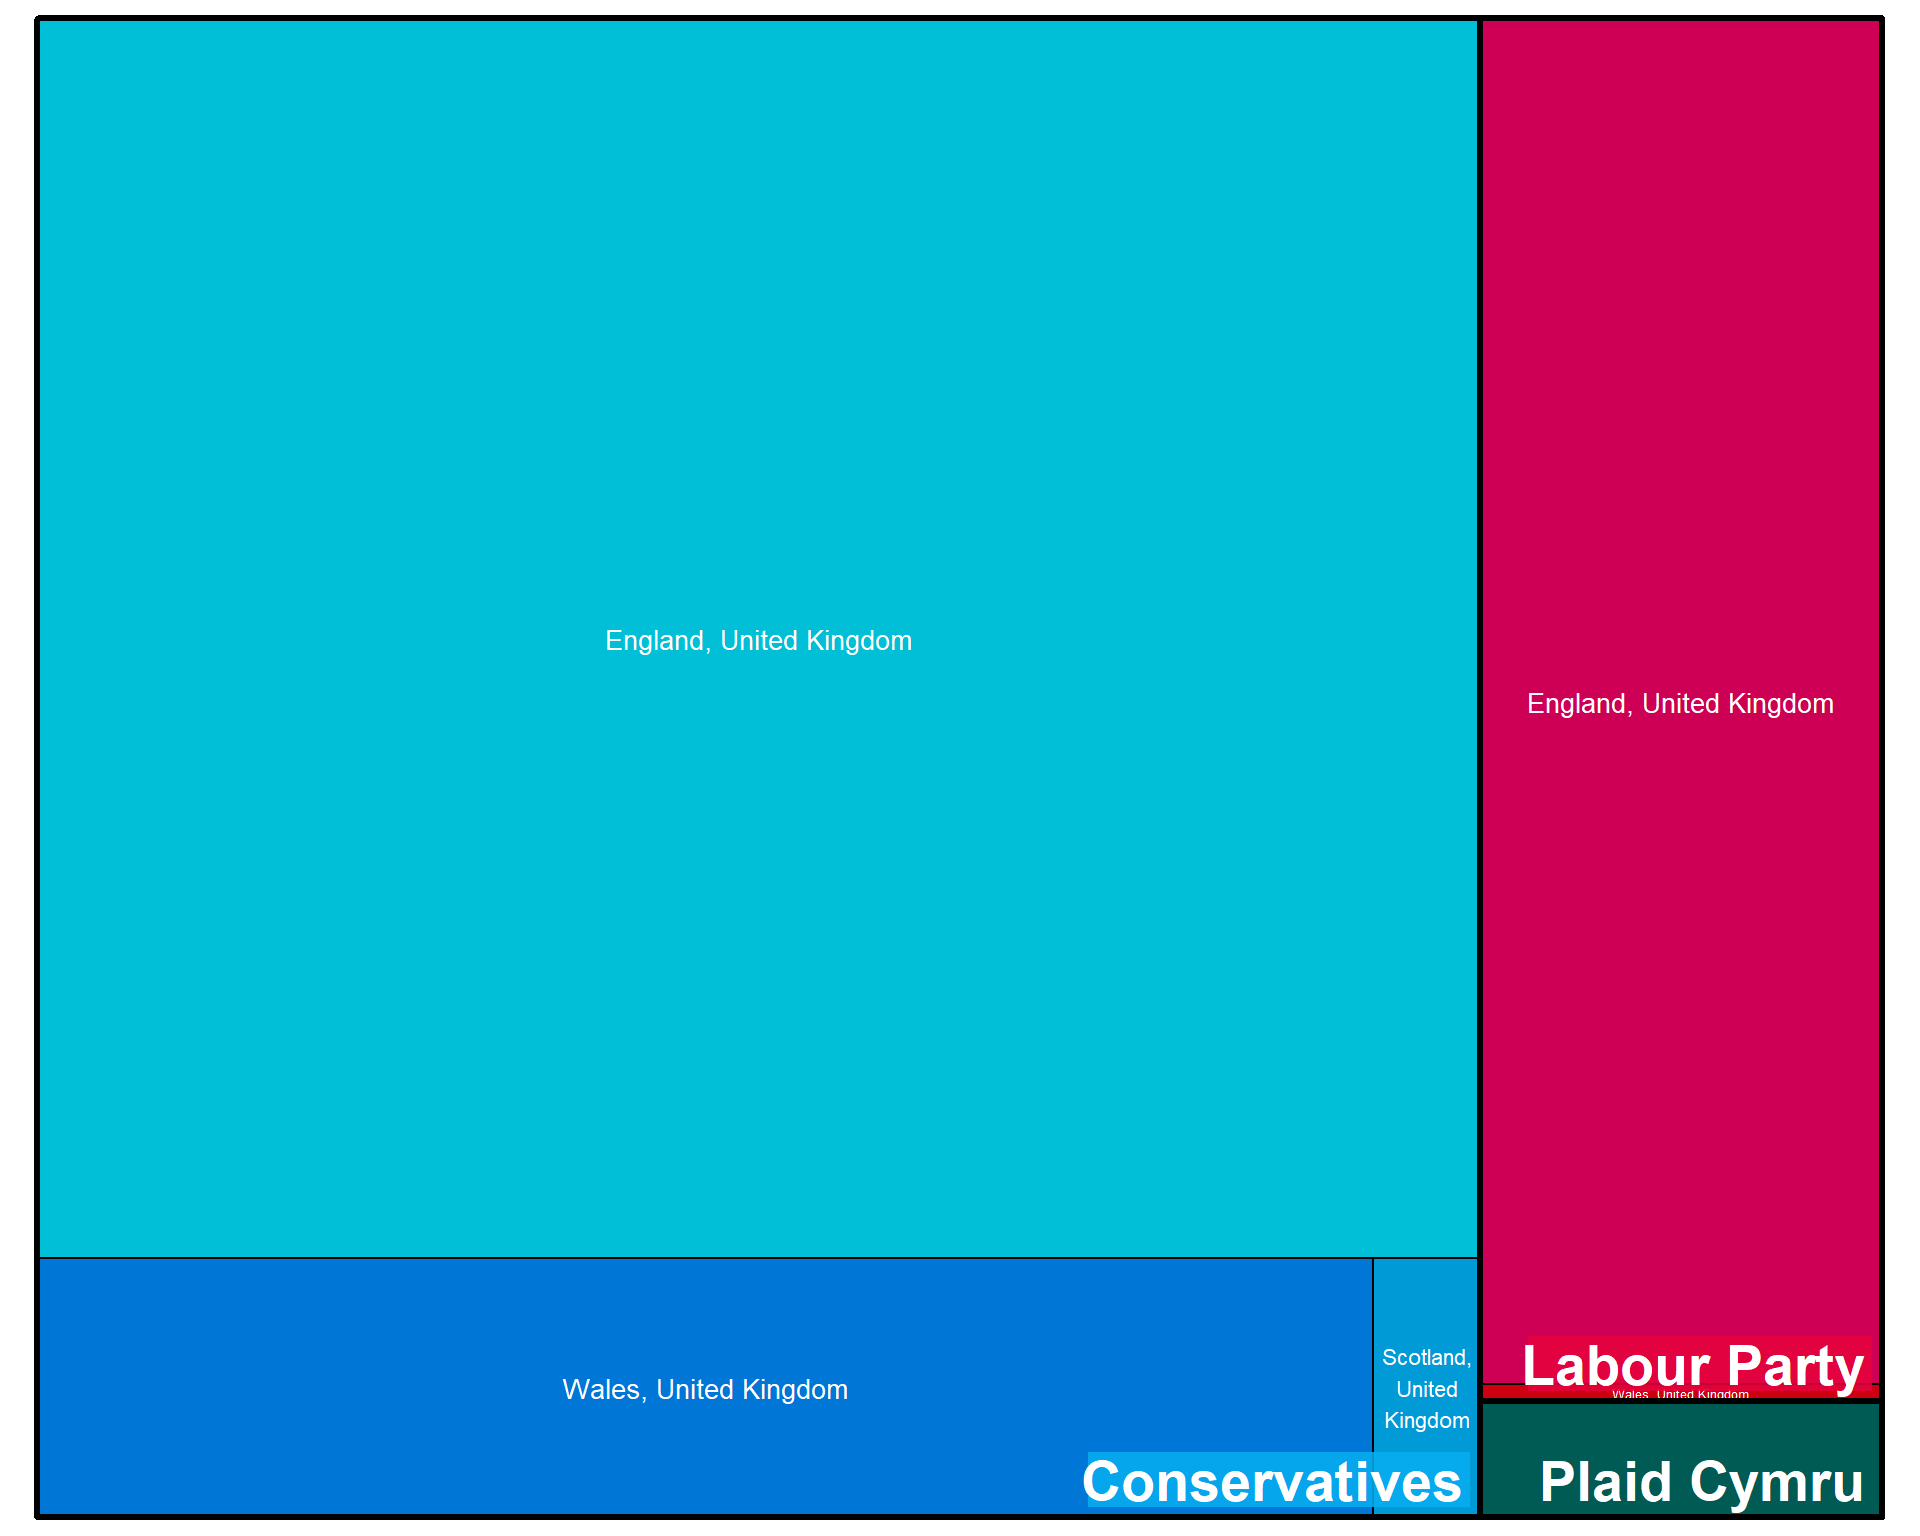 England, United Kingdom
England, United Kingdom
Wales, United Kingdom
Scotland,
United
Kingdom
Conservatives
Labour Party
Wales, United Kingdom
Plaid Cymru